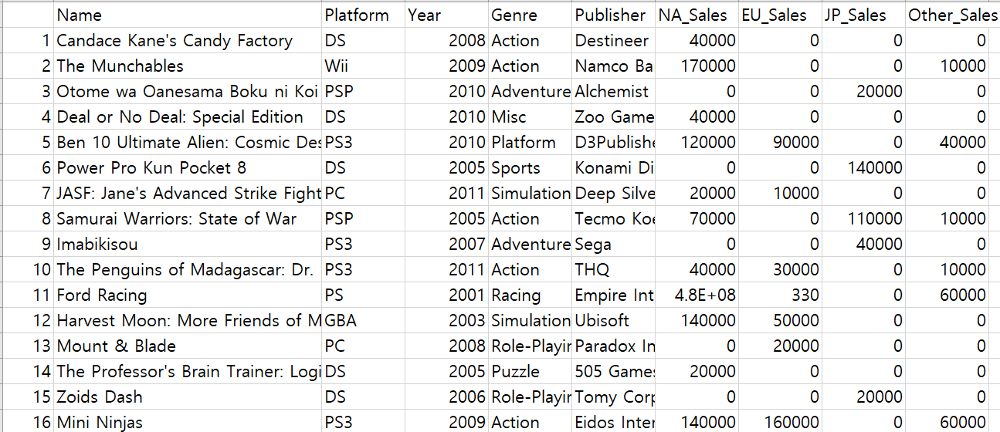 Name Platform Year Genre Publisher NA_Sales EU_Sales JP_Sales Other_Sales
1 Candace Kane's Candy Factory DS 2008 Action Destineer 40000 0 0 0
2 The Munchables Wii 2009 Action Namco Ba 170000 0 0 10000
3 Otome wa Oanesama Boku ni Koi PSP 2010 Adventure Alchemist 0 0 20000 0
4 Deal or No Deal: Special Edition DS 2010 Misc Zoo Game 40000 0 0 0
5 Ben 10 Ultimate Alien: Cosmic Des PS3 2010 Platform D3Publishe 120000 90000 0 40000
6 Power Pro Kun Pocket 8 DS 2005 Sports Konami Di 0 0 140000 0
7 JASF: Jane's Advanced Strike Fight PC 2011 Simulation Deep Silve 20000 10000 0 0
8 Samurai Warriors: State of War PSP 2005 Action Tecmo Koe 70000 0 110000 10000
9 Imabikisou PS3 2007 Adventure Sega 0 0 40000 0
10 The Penguins of Madagascar: Dr. PS3 2011 Action THQ 40000 30000 0 10000
11 Ford Racing PS 2001 Racing Empire Int 4.8E+08 330 0 60000
12 Harvest Moon: More Friends of M GBA 2003 Simulation Ubisoft 140000 50000 0 0
13 Mount & Blade PC 2008 Role-Playin Paradox In 0 20000 0 0
14 The Professor's Brain Trainer: Logi DS 2005 Puzzle 505 Games 20000 0 0 0
15 Zoids Dash DS 2006 Role-Playin Tomy Corp 0 0 20000 0
16 Mini Ninjas PS3 2009 Action Eidos Inter 140000 160000 0 60000